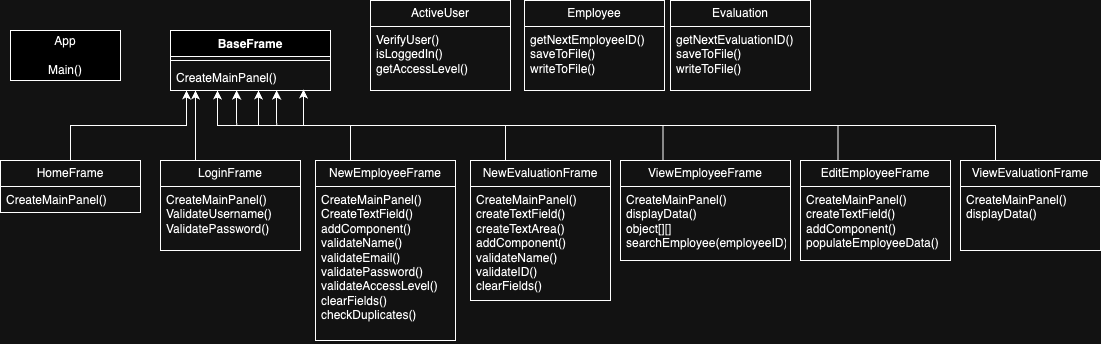 App
Main()
BaseFrame
CreateMainPanel()
ActiveUser
VerifyUser()
isLoggedIn()
getAccessLevel()
Employee
getNextEmployeeID()
saveToFile()
writeToFile()
Evaluation
getNextEvaluationID()
saveToFile()
writeToFile()
HomeFrame
CreateMainPanel()
LoginFrame
CreateMainPanel()
ValidateUsername()
ValidatePassword()
NewEmployeeFrame
CreateMainPanel()
CreateTextField()
addComponent()
validateName()
validateEmail()
validatePassword()
validateAccessLevel()
clearFields()
checkDuplicates()
NewEvaluationFrame
CreateMainPanel()
createTextField()
createTextArea()
addComponent()
validateName()
validateID()
clearFields()
ViewEmployeeFrame
CreateMainPanel()
displayData()
object[][]
searchEmployee(employeeID)
EditEmployeeFrame
CreateMainPanel()
createTextField()
addComponent()
populateEmployeeData()
ViewEvaluationFrame
CreateMainPanel()
displayData()